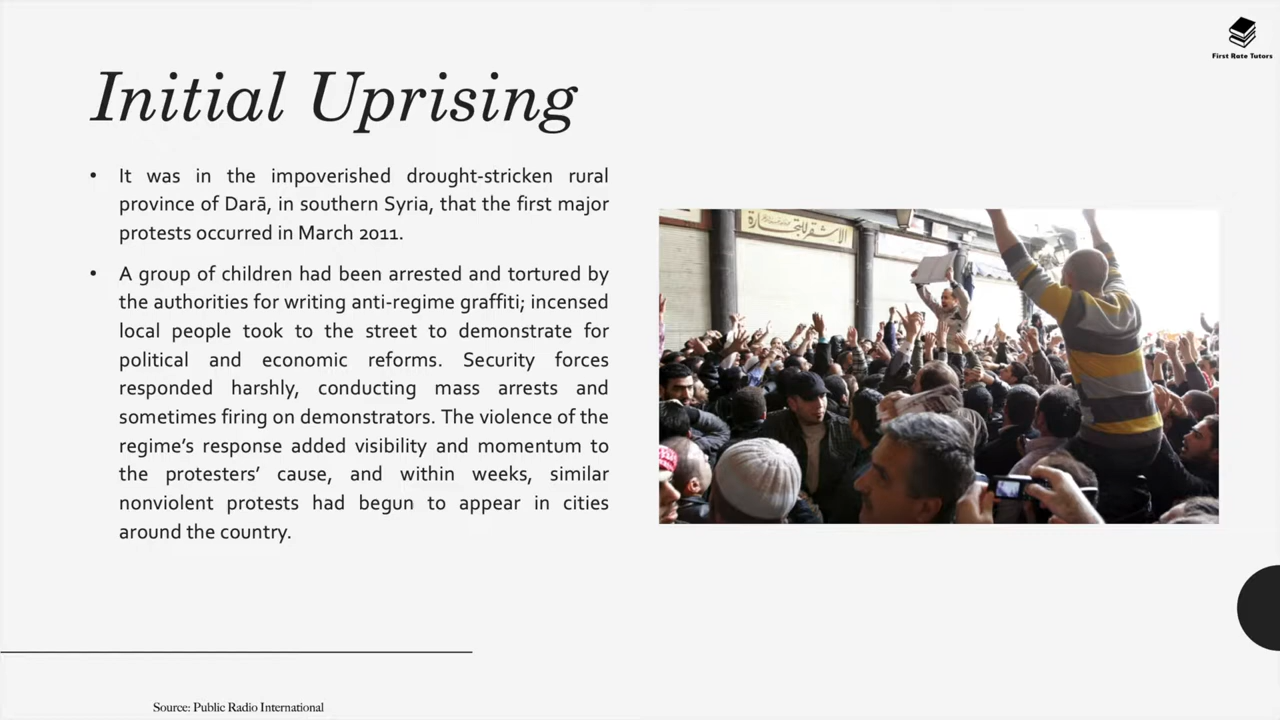 First Rate Tutors
Initial Uprising
• It was in the impoverished drought-stricken rural
province of Darā, in southern Syria, that the first major
protests occurred in March 2011.
• A group of children had been arrested and tortured by
the authorities for writing anti-regime graffiti; incensed
local people took to the street to demonstrate for
political and economic reforms. Security forces
responded harshly, conducting mass arrests and
sometimes firing on demonstrators. The violence of the
regime’s response added visibility and momentum to
the protesters’ cause, and within weeks, similar
nonviolent protests had begun to appear in cities
around the country.
الاشقر للتجارة
Source: Public Radio International